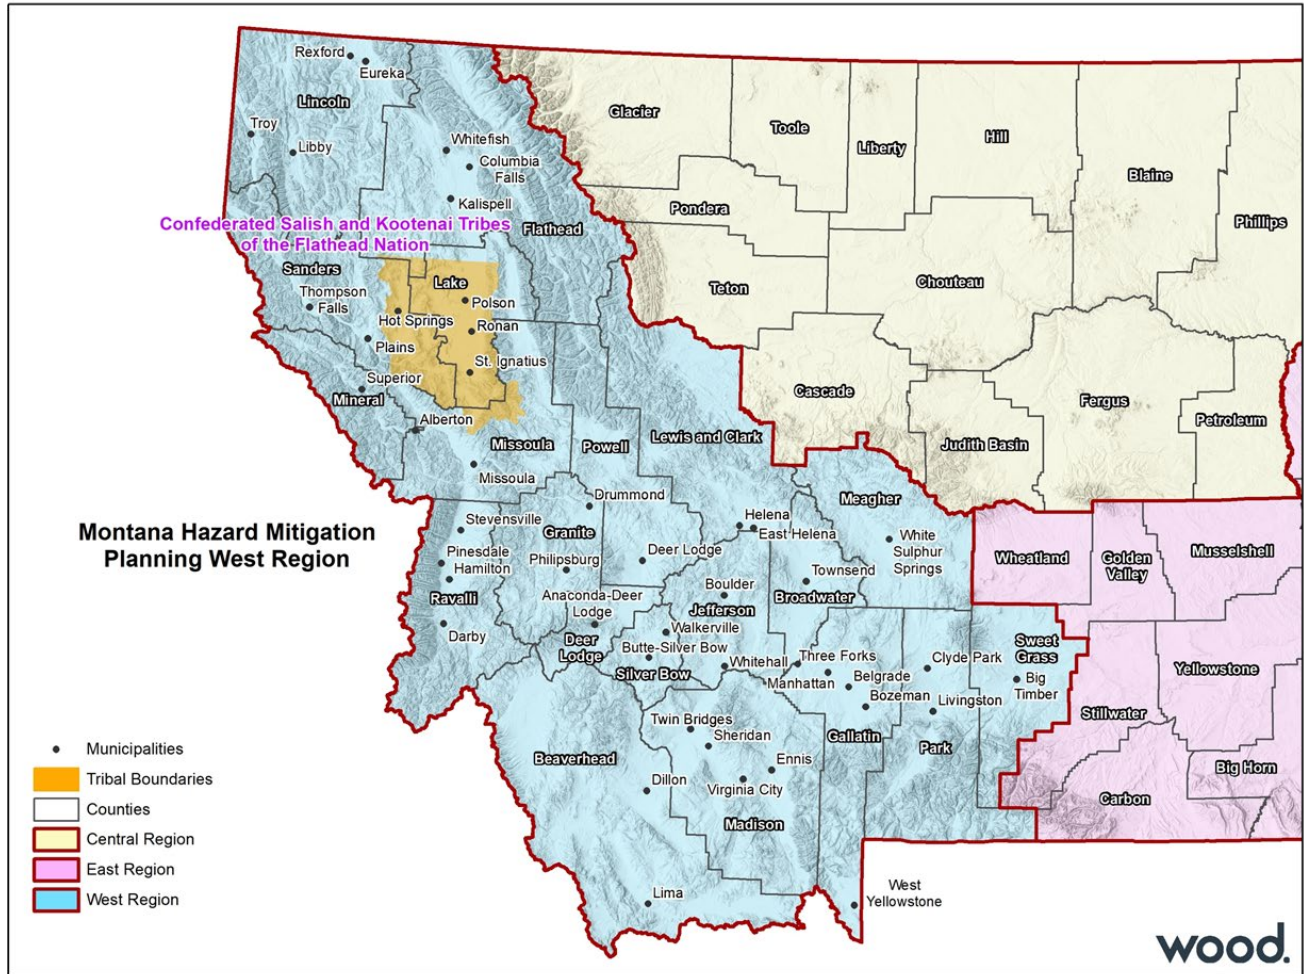 Rexford
Eureka
Lincoln
Troy
Libby
Whitefish
Columbia
Falls
Kalispell
Confederated Salish and Kootenai Tribes
of the Flathead Nation
Flathead
Glacier
Toole
Liberty
Hill
Blaine
Phillips
Pondera
Teton
Chouteau
Cascade
Judith Basin
Fergus
Petroleum
Sanders
Thompson
Falls
Lake
Polson
Hot Springs
Ronan
Plains
St. Ignatius
Superior
Mineral
Alberton
Missoula
Missoula
Powell
Lewis and Clark
Meagher
Montana Hazard Mitigation
Planning West Region
Drummond
Stevensville
Granite
Helena
East Helena
White
Sulphur
Springs
Wheatland
Golden
Valley
Musselshell
Pinesdale
Hamilton
Philipsburg
Deer Lodge
Ravalli
Anaconda-Deer
Lodge
Boulder
Jefferson
Townsend
Broadwater
Darby
Deer
Lodge
Walkerville
Butte-Silver Bow
Silver Bow
Whitehall
Three Forks
Manhattan
Belgrade
Bozeman
Clyde Park
Livingston
Sweet
Grass
Big
Timber
Yellowstone
Stillwater
Big Horn
Carbon
Beaverhead
Twin Bridges
Sheridan
Ennis
Virginia City
Dillon
Madison
Gallatin
Park
Lima
West
Yellowstone
Municipalities
Tribal Boundaries
Counties
Central Region
East Region
West Region
wood.